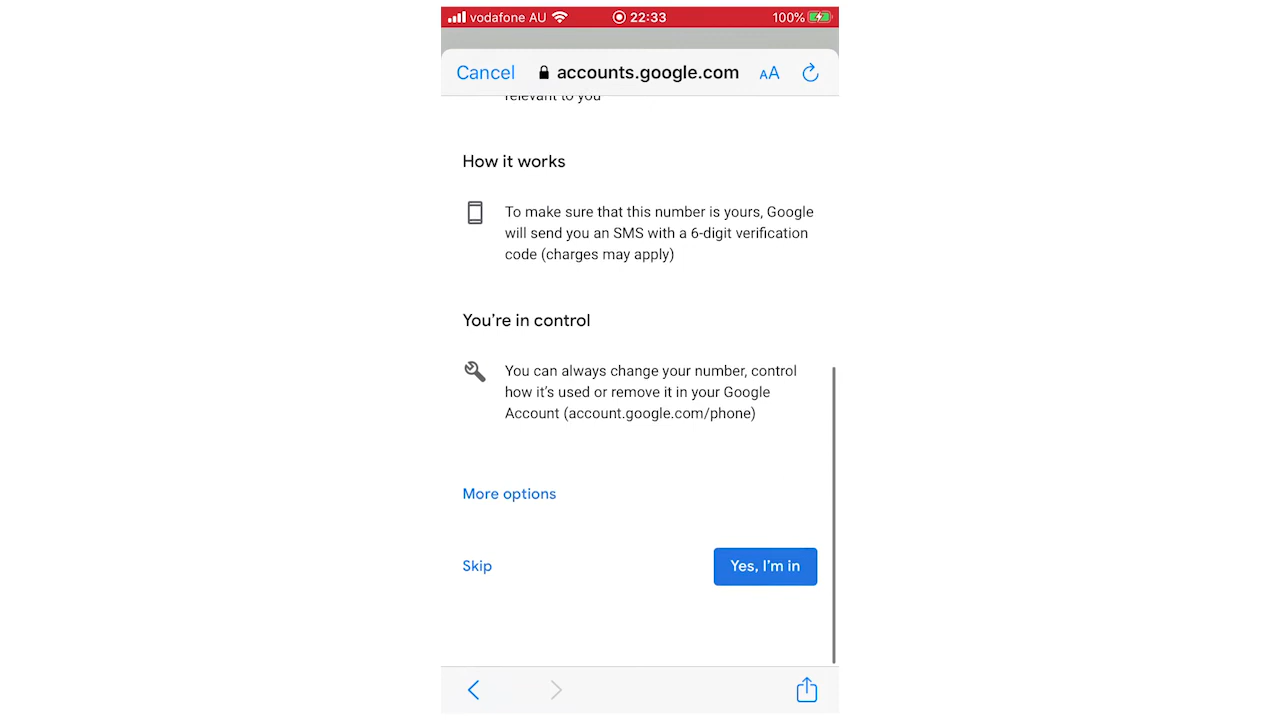 vodafone AU 22:33 100%
Cancel accounts.google.com AA
relevant to you
How it works
To make sure that this number is yours, Google
will send you an SMS with a 6-digit verification
code (charges may apply)
You're in control
You can always change your number, control
how it's used or remove it in your Google
Account (account.google.com/phone)
More options
Skip Yes, I'm in